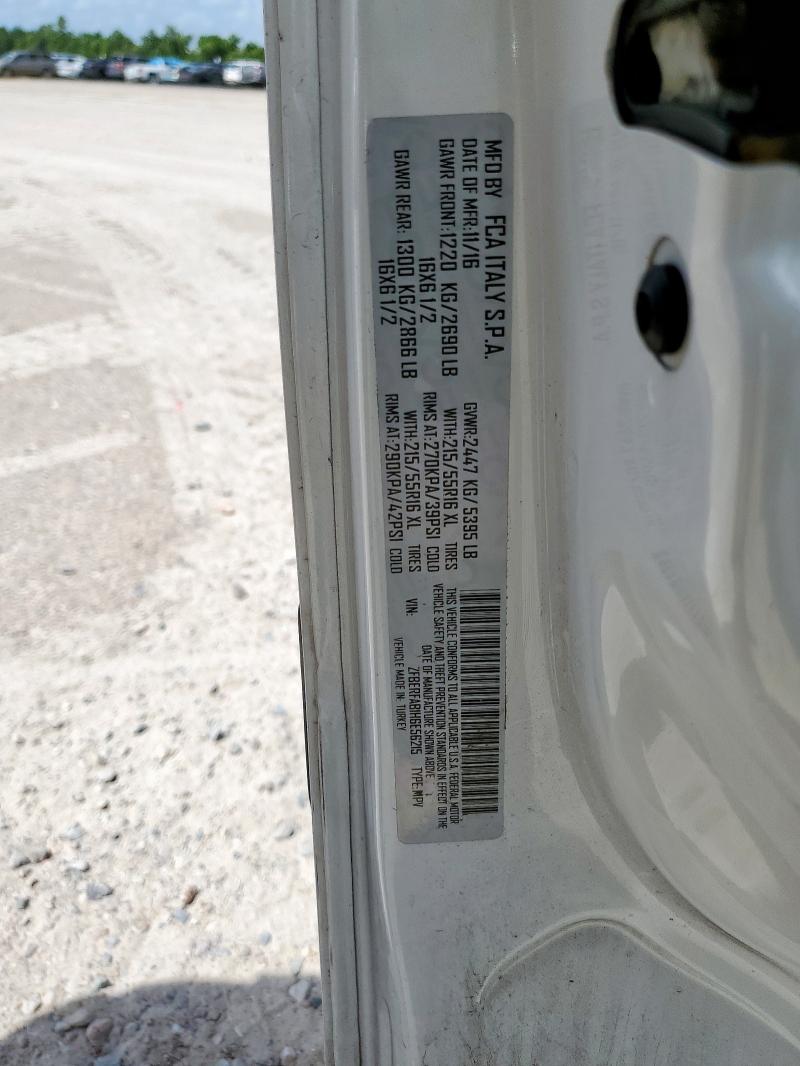 MFD BY FCA ITALY S.P.A.
DATE OF MFR:11/16 GVWR:2447 KG/ 5395 LB
GAWR FRONT:1220 KG/2690 LB WITH:215/55R16 XL TIRES
16X6 1/2 RIMS AT:270KPA/39PSI COLD
GAWR REAR: 1300 KG/2866 LB WITH:215/55R16 XL TIRES
16X6 1/2 RIMS AT:290KPA/42PSI COLD
THIS VEHICLE CONFORMS TO ALL APPLICABLE U.S.A. FEDERAL MOTOR
VEHICLE SAFETY AND THEFT PREVENTION STANDARDS IN EFFECT ON THE
DATE OF MANUFACTURE SHOWN ABOVE.
VIN: ZFBERFAB1H6E56215 TYPE:MPV
VEHICLE MADE IN: TURKEY